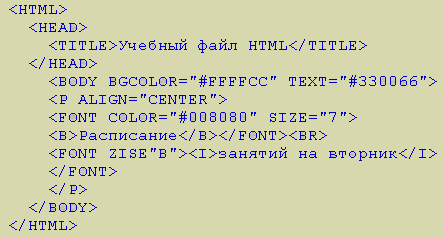 <HTML>
<HEAD>
<TITLE>Учебный файл HTML</TITLE>
</HEAD>
<BODY BGCOLOR="#FFFFCC" TEXT="#330066">
<P ALIGN="CENTER">
<FONT COLOR="#008080" SIZE="7">
<B>Расписание</B></FONT><BR>
<FONT ZISE"B"><I>занятий на вторник</I>
</FONT>
</P>
</BODY>
</HTML>